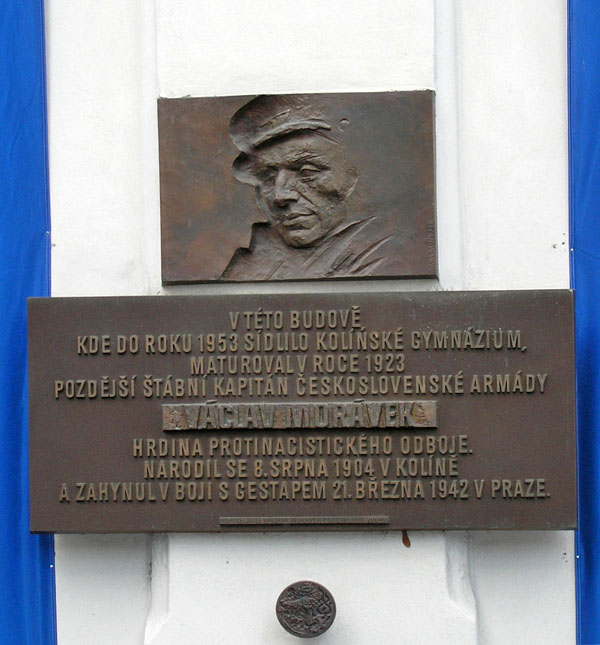 V TÉTO BUDOVĚ,
KDE DO ROKU 1953 SÍDLILO KOLÍNSKÉ GYMNÁZIUM,
MATUROVAL V ROCE 1923
POZDĚJŠÍ ŠTÁBNÍ KAPITÁN ČESKOSLOVENSKÉ ARMÁDY
VÁCLAV MORÁVEK
HRDINA PROTINACISTICKÉHO ODBOJE.
NARODIL SE 8. SRPNA 1904 V KOLÍNĚ
A ZAHYNUL V BOJI S GESTAPEM 21. BŘEZNA 1942 V PRAZE.